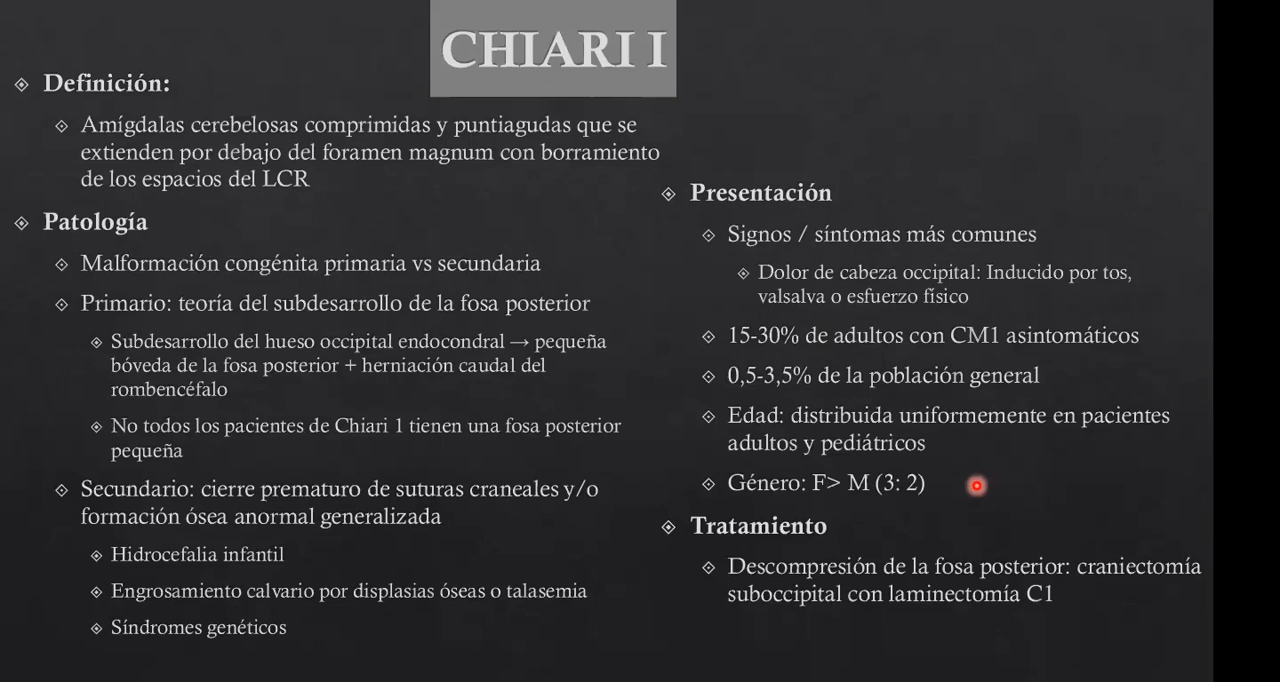 CHIARI I
Definición:
Amígdalas cerebelosas comprimidas y puntiagudas que se
extienden por debajo del foramen magnum con borramiento
de los espacios del LCR
Patología
Malformación congénita primaria vs secundaria
Primario: teoría del subdesarrollo de la fosa posterior
Subdesarrollo del hueso occipital endocondral → pequeña
bóveda de la fosa posterior + herniación caudal del
rombencéfalo
No todos los pacientes de Chiari 1 tienen una fosa posterior
pequeña
Secundario: cierre prematuro de suturas craneales y/o
formación ósea anormal generalizada
Hidrocefalia infantil
Engrosamiento calvario por displasias óseas o talasemia
Síndromes genéticos
Presentación
Signos / síntomas más comunes
Dolor de cabeza occipital: Inducido por tos,
valsalva o esfuerzo físico
15-30% de adultos con CM1 asintomáticos
0,5-3,5% de la población general
Edad: distribuida uniformemente en pacientes
adultos y pediátricos
Género: F> M (3: 2)
Tratamiento
Descompresión de la fosa posterior: craniectomía
suboccipital con laminectomía C1